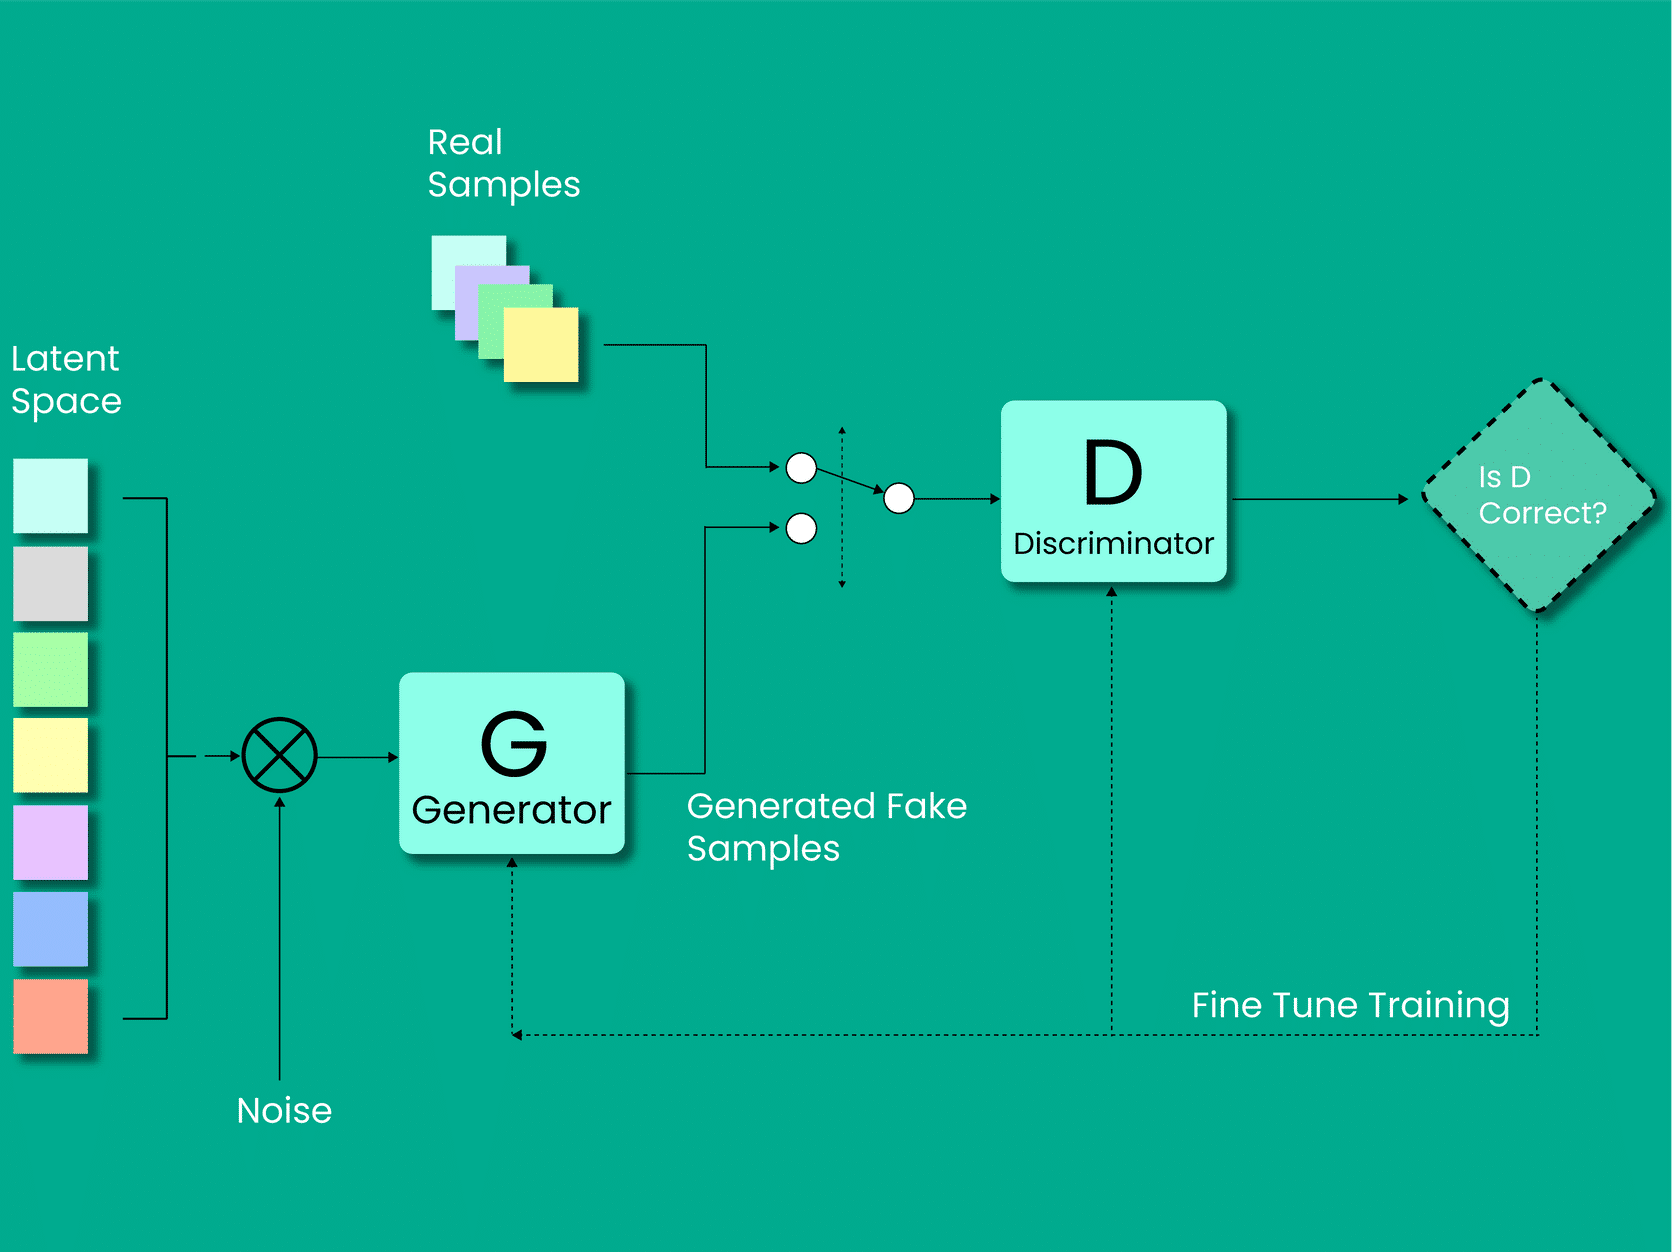 Real
Samples
Latent
Space
D
Discriminator
Is D
Correct?
G
Generator
Generated Fake
Samples
Fine Tune Training
Noise